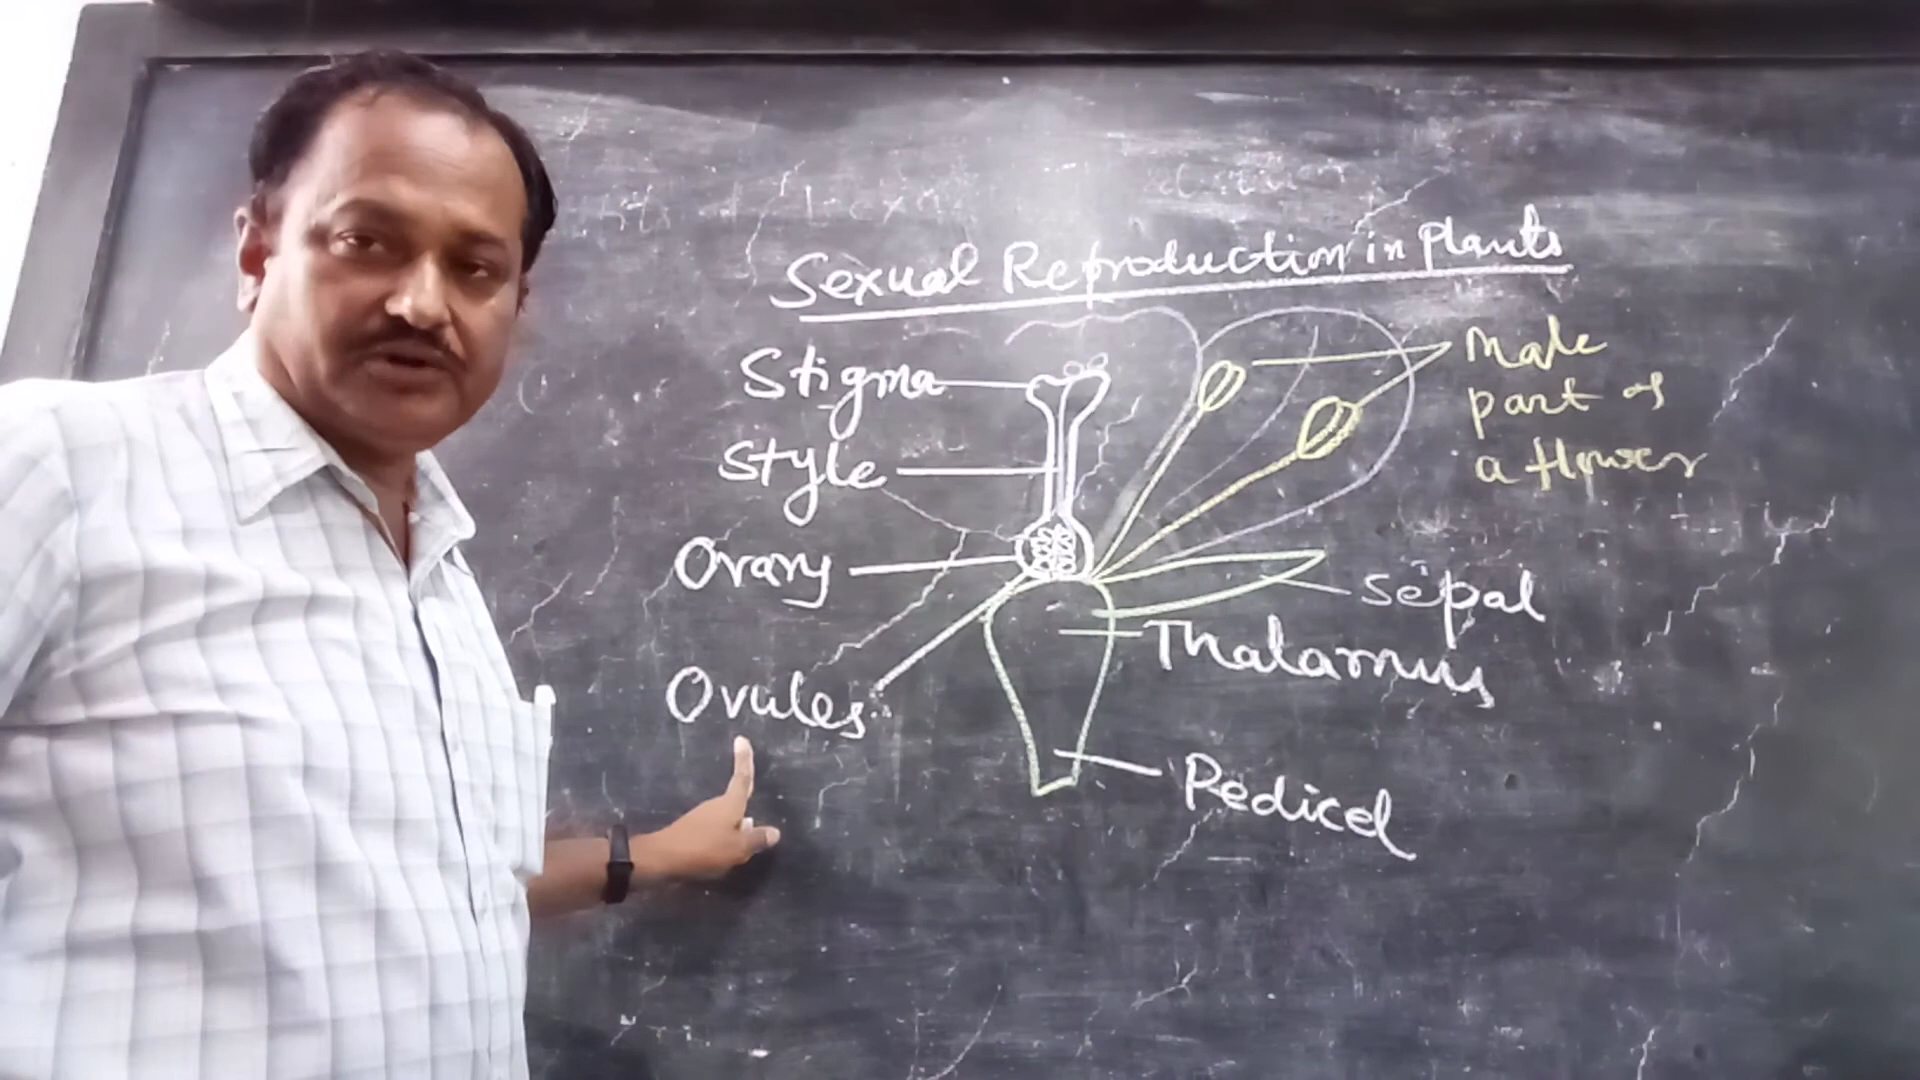 Sexual Reproduction in plants
Stigma
Style
Ovary
Ovules
Male
part of
a flower
Sepal
Thalamus
Pedicel